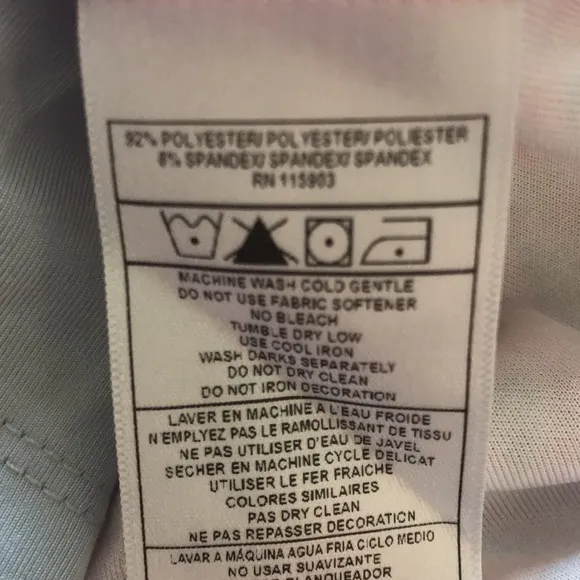 92% POLYESTER/ POLYESTER/ POLIESTER
8% SPANDEX/ SPANDEX/ SPANDEX
RN 115903
MACHINE WASH COLD GENTLE
DO NOT USE FABRIC SOFTENER
NO BLEACH
TUMBLE DRY LOW
USE COOL IRON
WASH DARKS SEPARATELY
DO NOT DRY CLEAN
DO NOT IRON DECORATION
LAVER EN MACHINE A L'EAU FROIDE
N'EMPLYEZ PAS LE RAMOLLISSANT DE TISSU
NE PAS UTILISER D'EAU DE JAVEL
SECHER EN MACHINE CYCLE DELICAT
UTILISER LE FER FRAICHE
COLORES SIMILAIRES
PAS DRY CLEAN
NE PAS REPASSER DECORATION
LAVAR A MÁQUINA AGUA FRIA CICLO MEDIO
NO USAR SUAVIZANTE
BLANQUEADOR